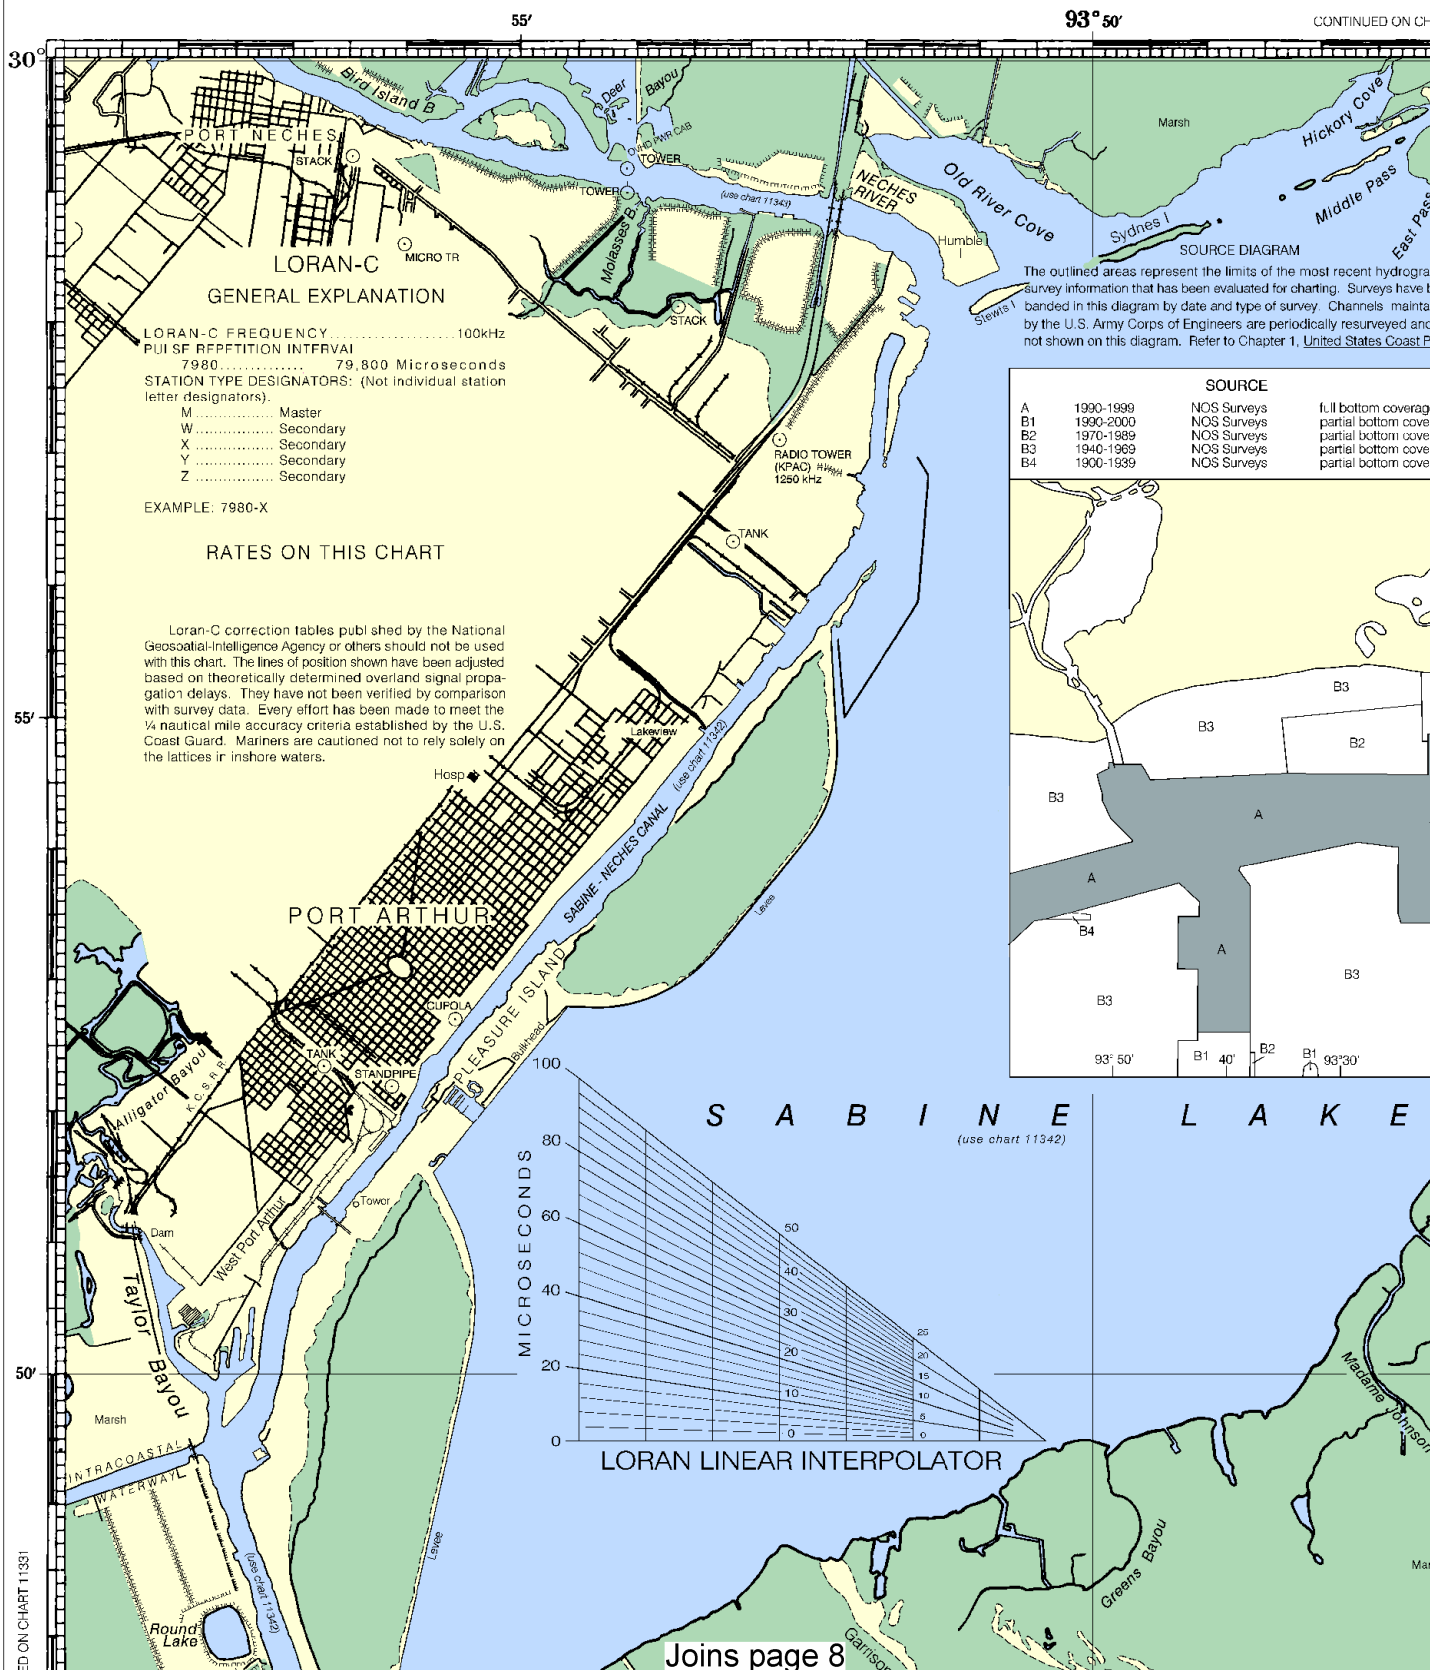 55′
93° 50′
CONTINUED ON CH
30°
Bird Island B
Deer
Bayou
Marsh
Hickory Cove
PORT NECHES
STACK
OVHD PWR CAB
TOWER
TOWER
(use chart 11343)
NECHES
RIVER
Old River Cove
Middle Pass
East Pass
Sydnes I
Humble
I
Stewts I
Molasses B.
MICRO TR
STACK
LORAN-C
GENERAL EXPLANATION
LORAN-C FREQUENCY....................100kHz
PULSE REPETITION INTERVAL
7980.............. 79,800 Microseconds
STATION TYPE DESIGNATORS: (Not individual station
letter designators).
M ................ Master
W ................ Secondary
X ................ Secondary
Y ................ Secondary
Z ................ Secondary
EXAMPLE: 7980-X
RATES ON THIS CHART
Loran-C correction tables publ shed by the National
Geospatial-Intelligence Agency or others should not be used
with this chart. The lines of position shown have been adjusted
based on theoretically determined overland signal propa-
gation delays. They have not been verified by comparison
with survey data. Every effort has been made to meet the
¼ nautical mile accuracy criteria established by the U.S.
Coast Guard. Mariners are cautioned not to rely solely on
the lattices in inshore waters.
SOURCE DIAGRAM
The outlined areas represent the limits of the most recent hydrogra
survey information that has been evaluated for charting. Surveys have b
banded in this diagram by date and type of survey. Channels mainta
by the U.S. Army Corps of Engineers are periodically resurveyed and
not shown on this diagram. Refer to Chapter 1, United States Coast P
SOURCE
A 1990-1999 NOS Surveys full bottom coverag
B1 1990-2000 NOS Surveys partial bottom cove
B2 1970-1989 NOS Surveys partial bottom cove
B3 1940-1969 NOS Surveys partial bottom cove
B4 1900-1939 NOS Surveys partial bottom cove
B3
B3
B2
B3
A
A
B4
A
B3
B3
93° 50′
B1
40′
B2
B1
93°30′
RADIO TOWER
(KPAC)
1250 kHz
TANK
55′
Lakeview
Hosp
(use chart 11342)
SABINE - NECHES CANAL
Levee
PORT ARTHUR
CUPOLA
TANK
STANDPIPE
PLEASURE ISLAND
Bulkhead
Alligator Bayou
K.C.S.R.R.
Dam
Tower
West Port Arthur
Taylor Bayou
50′
Marsh
INTRACOASTAL
WATERWAY
(use chart 11342)
Round
Lake
Levee
SABINE LAKE
(use chart 11342)
MICROSECONDS
100
80
60
40
20
0
50
40
30
20
10
0
25
20
15
10
5
0
LORAN LINEAR INTERPOLATOR
Madame Johnson
Greens Bayou
Mar
Garrison
Joins page 8
ED ON CHART 11331